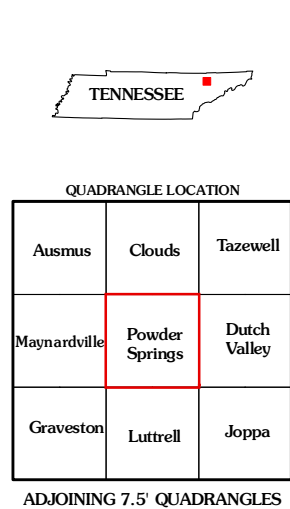 TENNESSEE
QUADRANGLE LOCATION
Ausmus
Clouds
Tazewell
Maynardville
Powder
Springs
Dutch
Valley
Graveston
Luttrell
Joppa
ADJOINING 7.5' QUADRANGLES